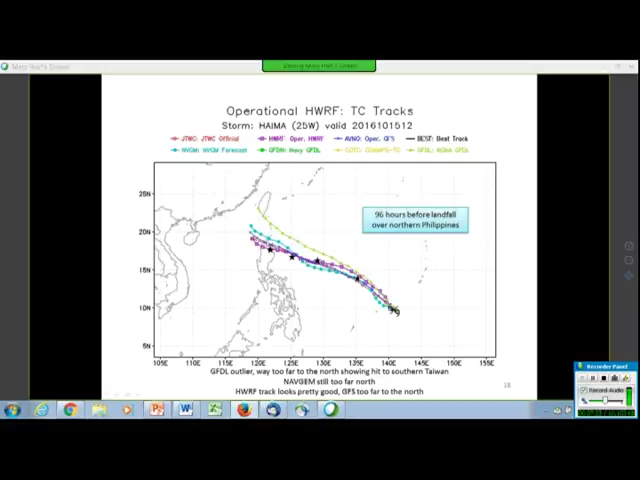 Operational HWRF: TC Tracks
Storm: HAIMA (25W) valid 2016101512
JTWC: JTWC Official HWRF: Oper. HWRF AVNO: Oper. GFS BEST: Best Track
NVGM: NVGM Forecast GFDN: Navy GFDL GFDL: NOAA GFDL
25N
96 hours before landfall
over northern Philippines
20N
15N
10N
5N
105E 110E 115E 120E 125E 130E 135E 140E 145E 150E 155E
GFDL outlier, way too far to the north showing hit to southern Taiwan
NAVGEM still too far north
HWRF track looks pretty good, GFS too far to the north
18
Recorder Panel
Record Audio